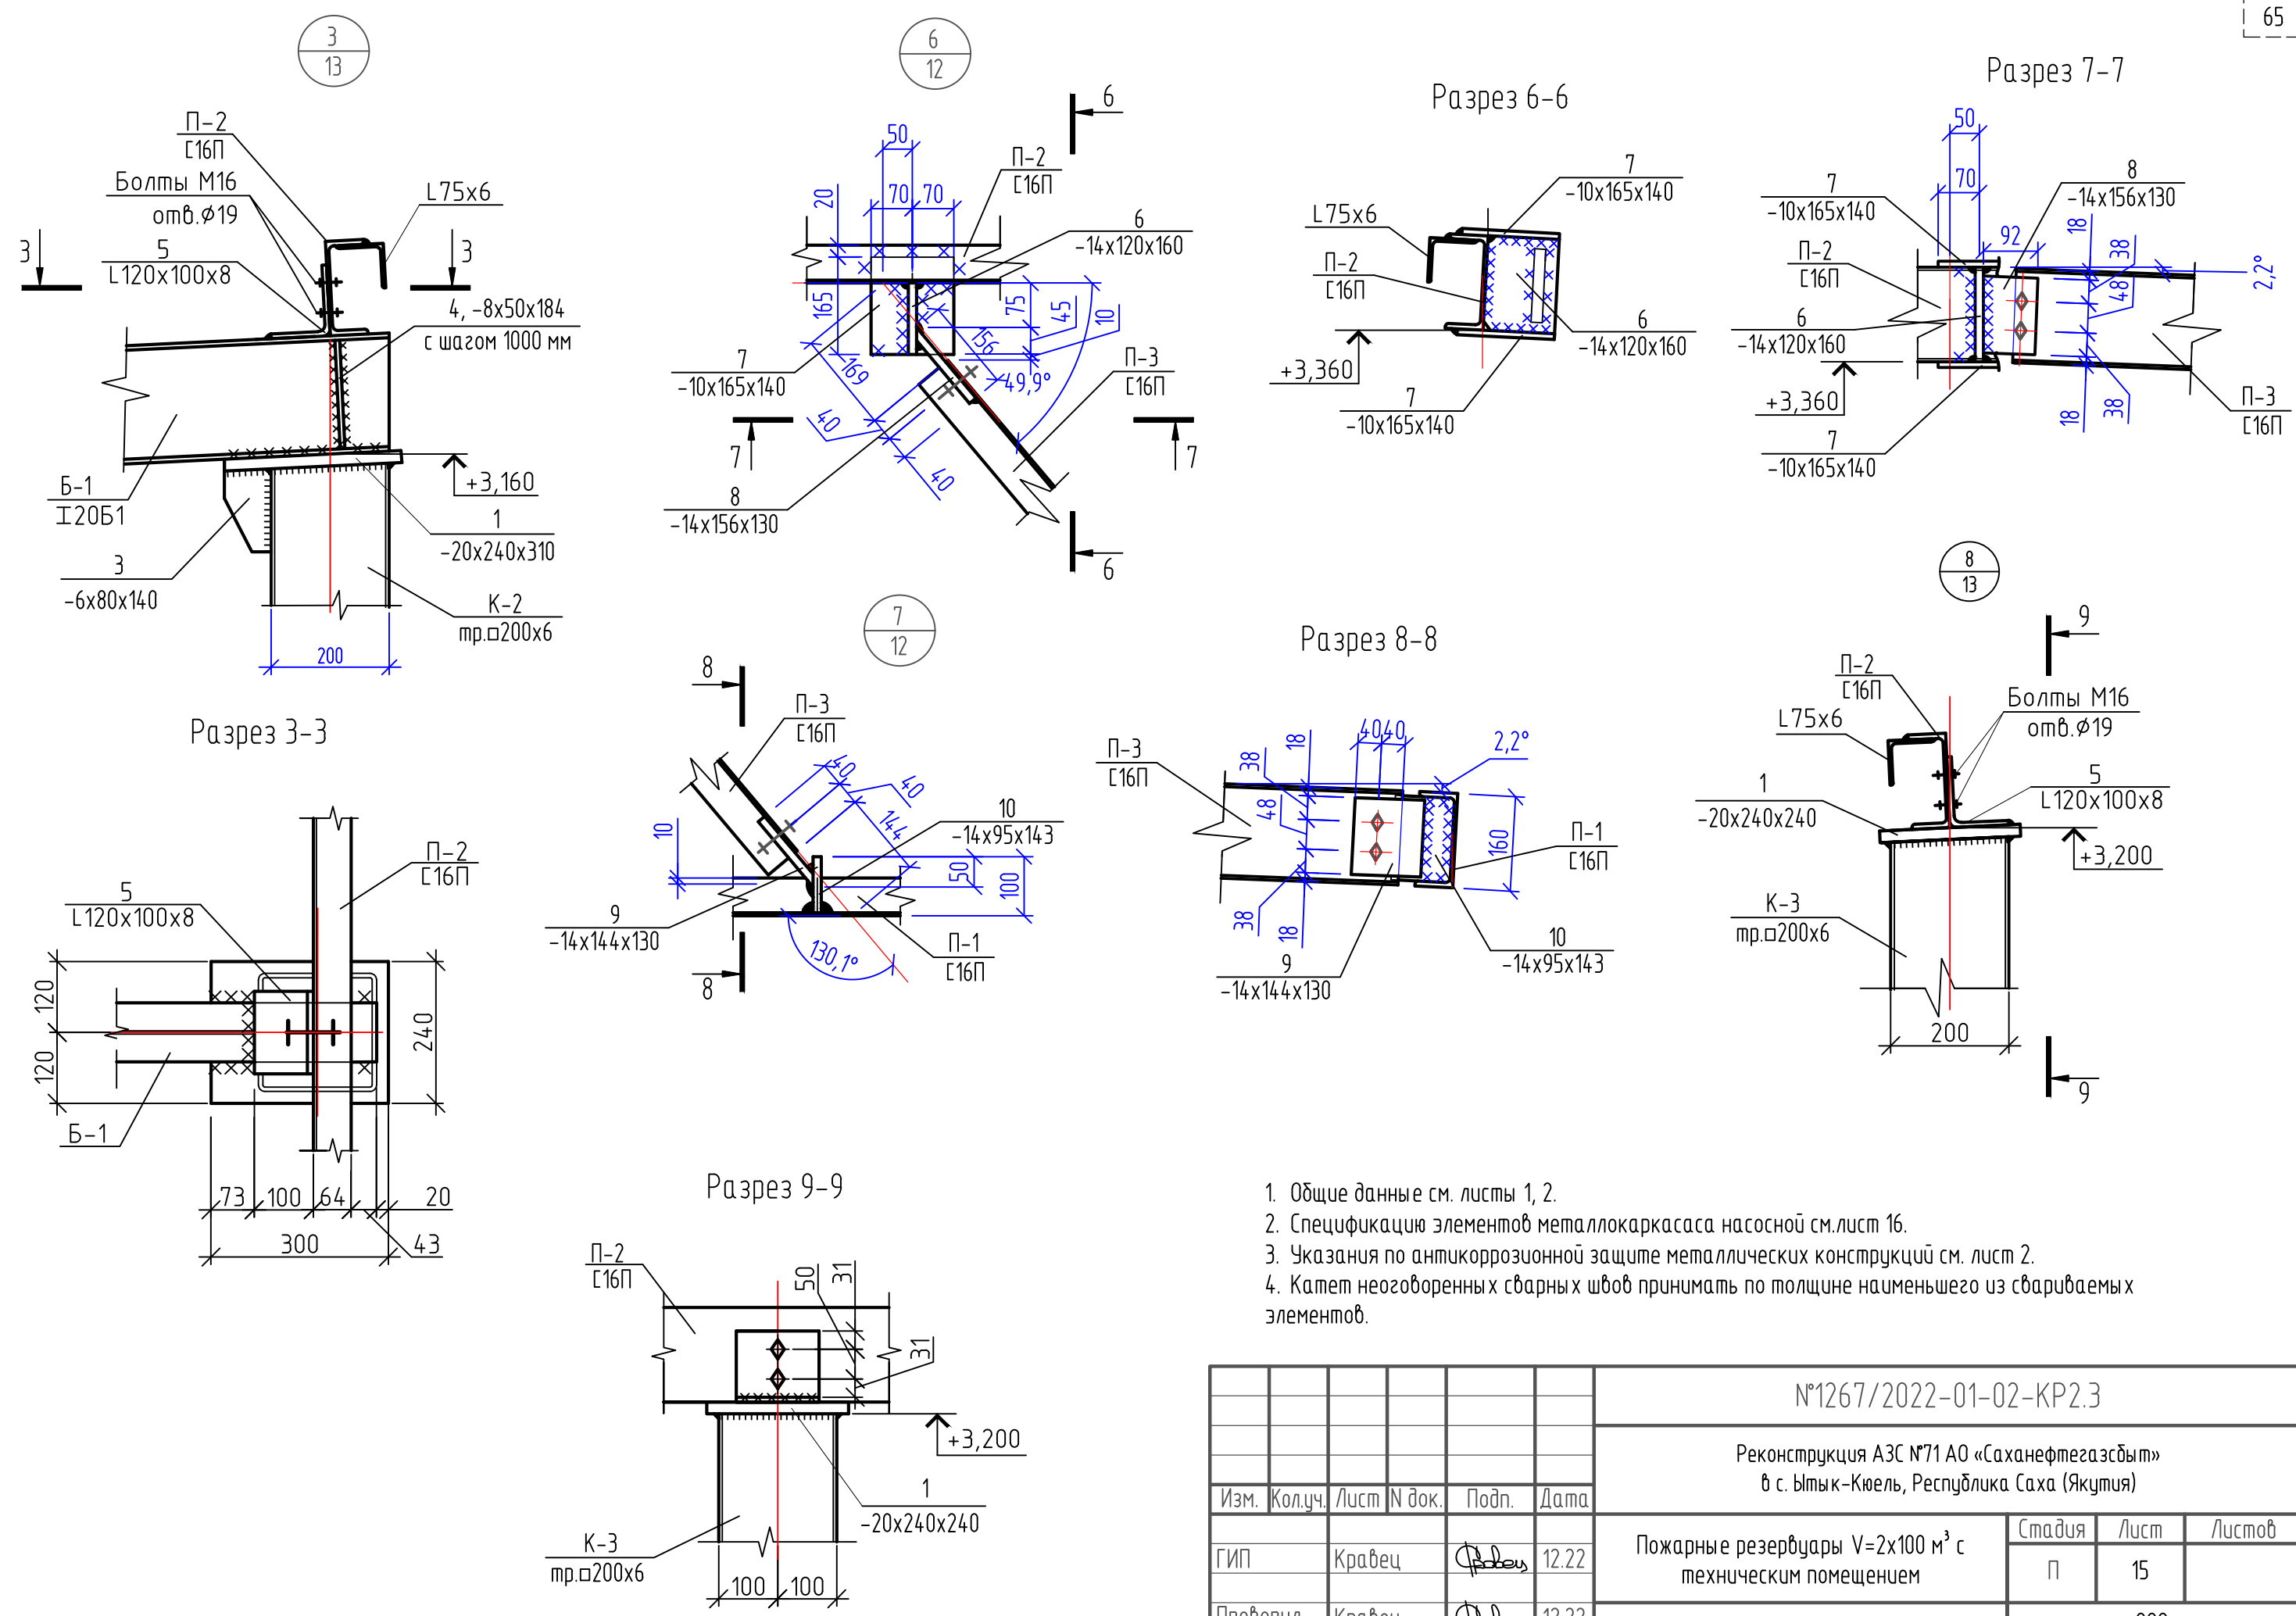 65
3
13
П-2
[16П
Болты М16
отв.Ø19
L75x6
5
L120x100x8
3
3
4, -8x50x184
с шагом 1000 мм
Б-1
I20Б1
+3,160
1
-20x240x310
3
-6x80x140
К-2
тр.□200x6
200
6
12
6
50
П-2
[16П
20
70
70
6
-14x120x160
165
75
45
10
156
169
49,9°
7
-10x165x140
П-3
[16П
40
40
7
7
8
-14x156x130
6
Разрез 6-6
7
-10x165x140
L75x6
П-2
[16П
6
-14x120x160
+3,360
7
-10x165x140
Разрез 7-7
50
70
7
-10x165x140
8
-14x156x130
18
38
92
2,2°
П-2
[16П
48
6
-14x120x160
+3,360
18
38
П-3
[16П
7
-10x165x140
Разрез 3-3
П-2
[16П
5
L120x100x8
120
120
240
Б-1
73
100
64
20
300
43
7
12
8
П-3
[16П
40
40
144
10
10
-14x95x143
50
100
9
-14x144x130
П-1
[16П
130,1°
8
Разрез 8-8
П-3
[16П
38
18
40
40
2,2°
48
160
П-1
[16П
38
18
9
-14x144x130
10
-14x95x143
8
13
9
П-2
[16П
L75x6
Болты М16
отв.Ø19
1
-20x240x240
5
L120x100x8
+3,200
К-3
тр.□200x6
200
9
Разрез 9-9
П-2
[16П
50
31
31
+3,200
1
-20x240x240
К-3
тр.□200x6
100
100
1. Общие данные см. листы 1, 2.
2. Спецификацию элементов металлокаркасаса насосной см.лист 16.
3. Указания по антикоррозионной защите металлических конструкций см. лист 2.
4. Катет неоговоренных сварных швов принимать по толщине наименьшего из свариваемых
элементов.
№1267/2022-01-02-КР2.3
Реконструкция АЗС №71 АО «Саханефтегазсбыт»
в с. Ытык-Кюель, Республика Саха (Якутия)
Изм.
Кол.уч.
Лист
N док.
Подп.
Дата
ГИП
Кравец
12.22
Пожарные резервуары V=2x100 м³ с
техническим помещением
Стадия
Лист
Листов
П
15
Проверил
Кравец
12.22